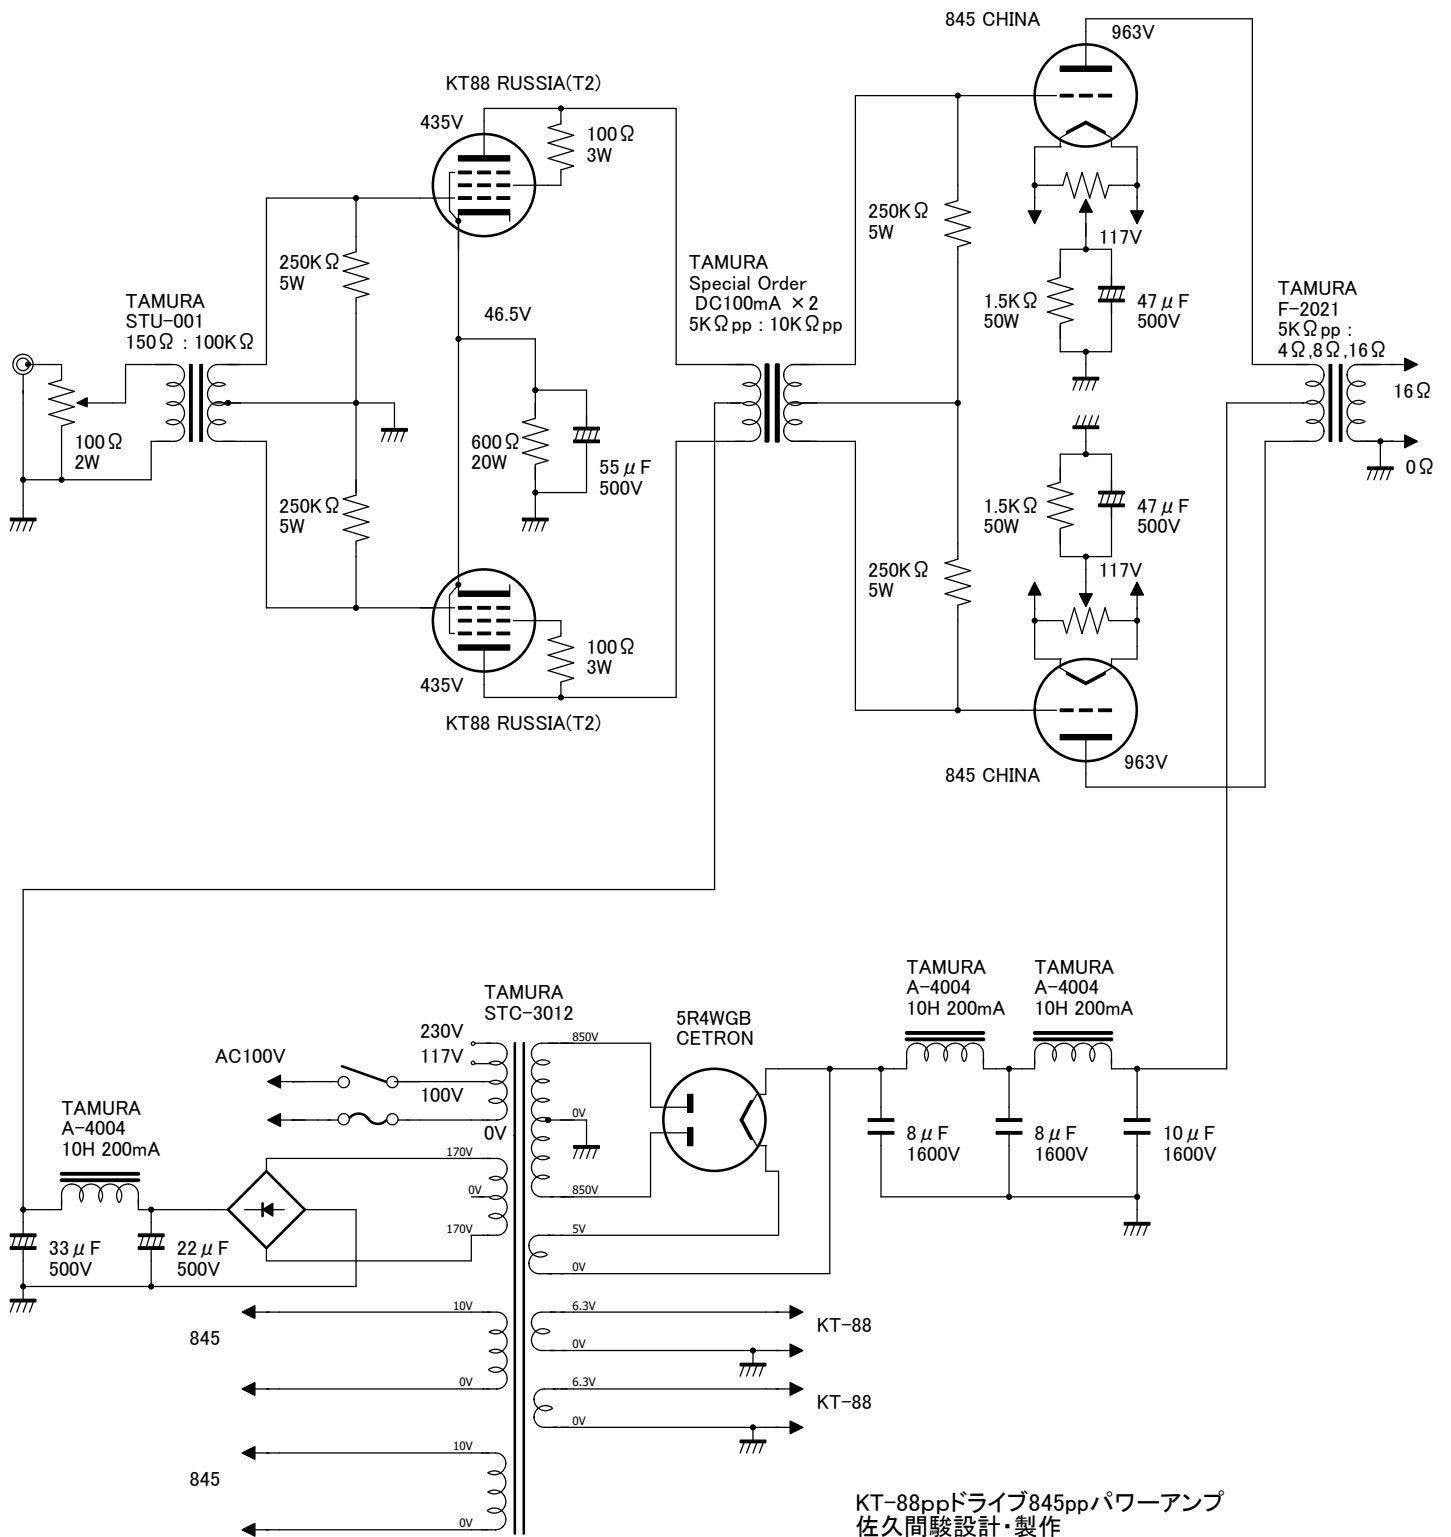 845 CHINA
963V
KT88 RUSSIA(T2)
435V
100Ω
3W
250KΩ
5W
117V
250KΩ
5W
TAMURA
Special Order
DC100mA ×2
5KΩpp : 10KΩpp
TAMURA
STU-001
150Ω : 100KΩ
46.5V
1.5KΩ
50W
47μF
500V
TAMURA
F-2021
5KΩpp :
4Ω,8Ω,16Ω
16Ω
100Ω
2W
600Ω
20W
55μF
500V
0Ω
250KΩ
5W
1.5KΩ
50W
47μF
500V
117V
250KΩ
5W
100Ω
3W
435V
KT88 RUSSIA(T2)
963V
845 CHINA
TAMURA
A-4004
10H 200mA
TAMURA
A-4004
10H 200mA
TAMURA
STC-3012
5R4WGB
CETRON
230V
117V
100V
0V
AC100V
850V
0V
850V
TAMURA
A-4004
10H 200mA
170V
0V
170V
8μF
1600V
8μF
1600V
10μF
1600V
33μF
500V
22μF
500V
5V
0V
845
10V
0V
6.3V
0V
KT-88
6.3V
0V
KT-88
845
10V
0V
KT-88ppドライブ845ppパワーアンプ
佐久間駿設計・製作